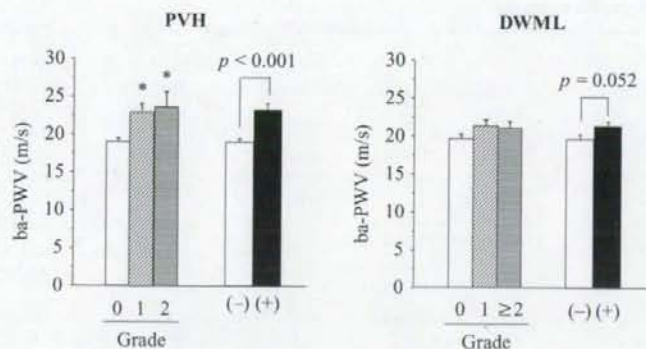 PVH
30
25
20
15
10
5
0
ba-PWV (m/s)
* *
p < 0.001
0 1 2 (–) (+)
Grade
DWML
30
25
20
15
10
5
0
ba-PWV (m/s)
p = 0.052
0 1 ≥2 (–) (+)
Grade